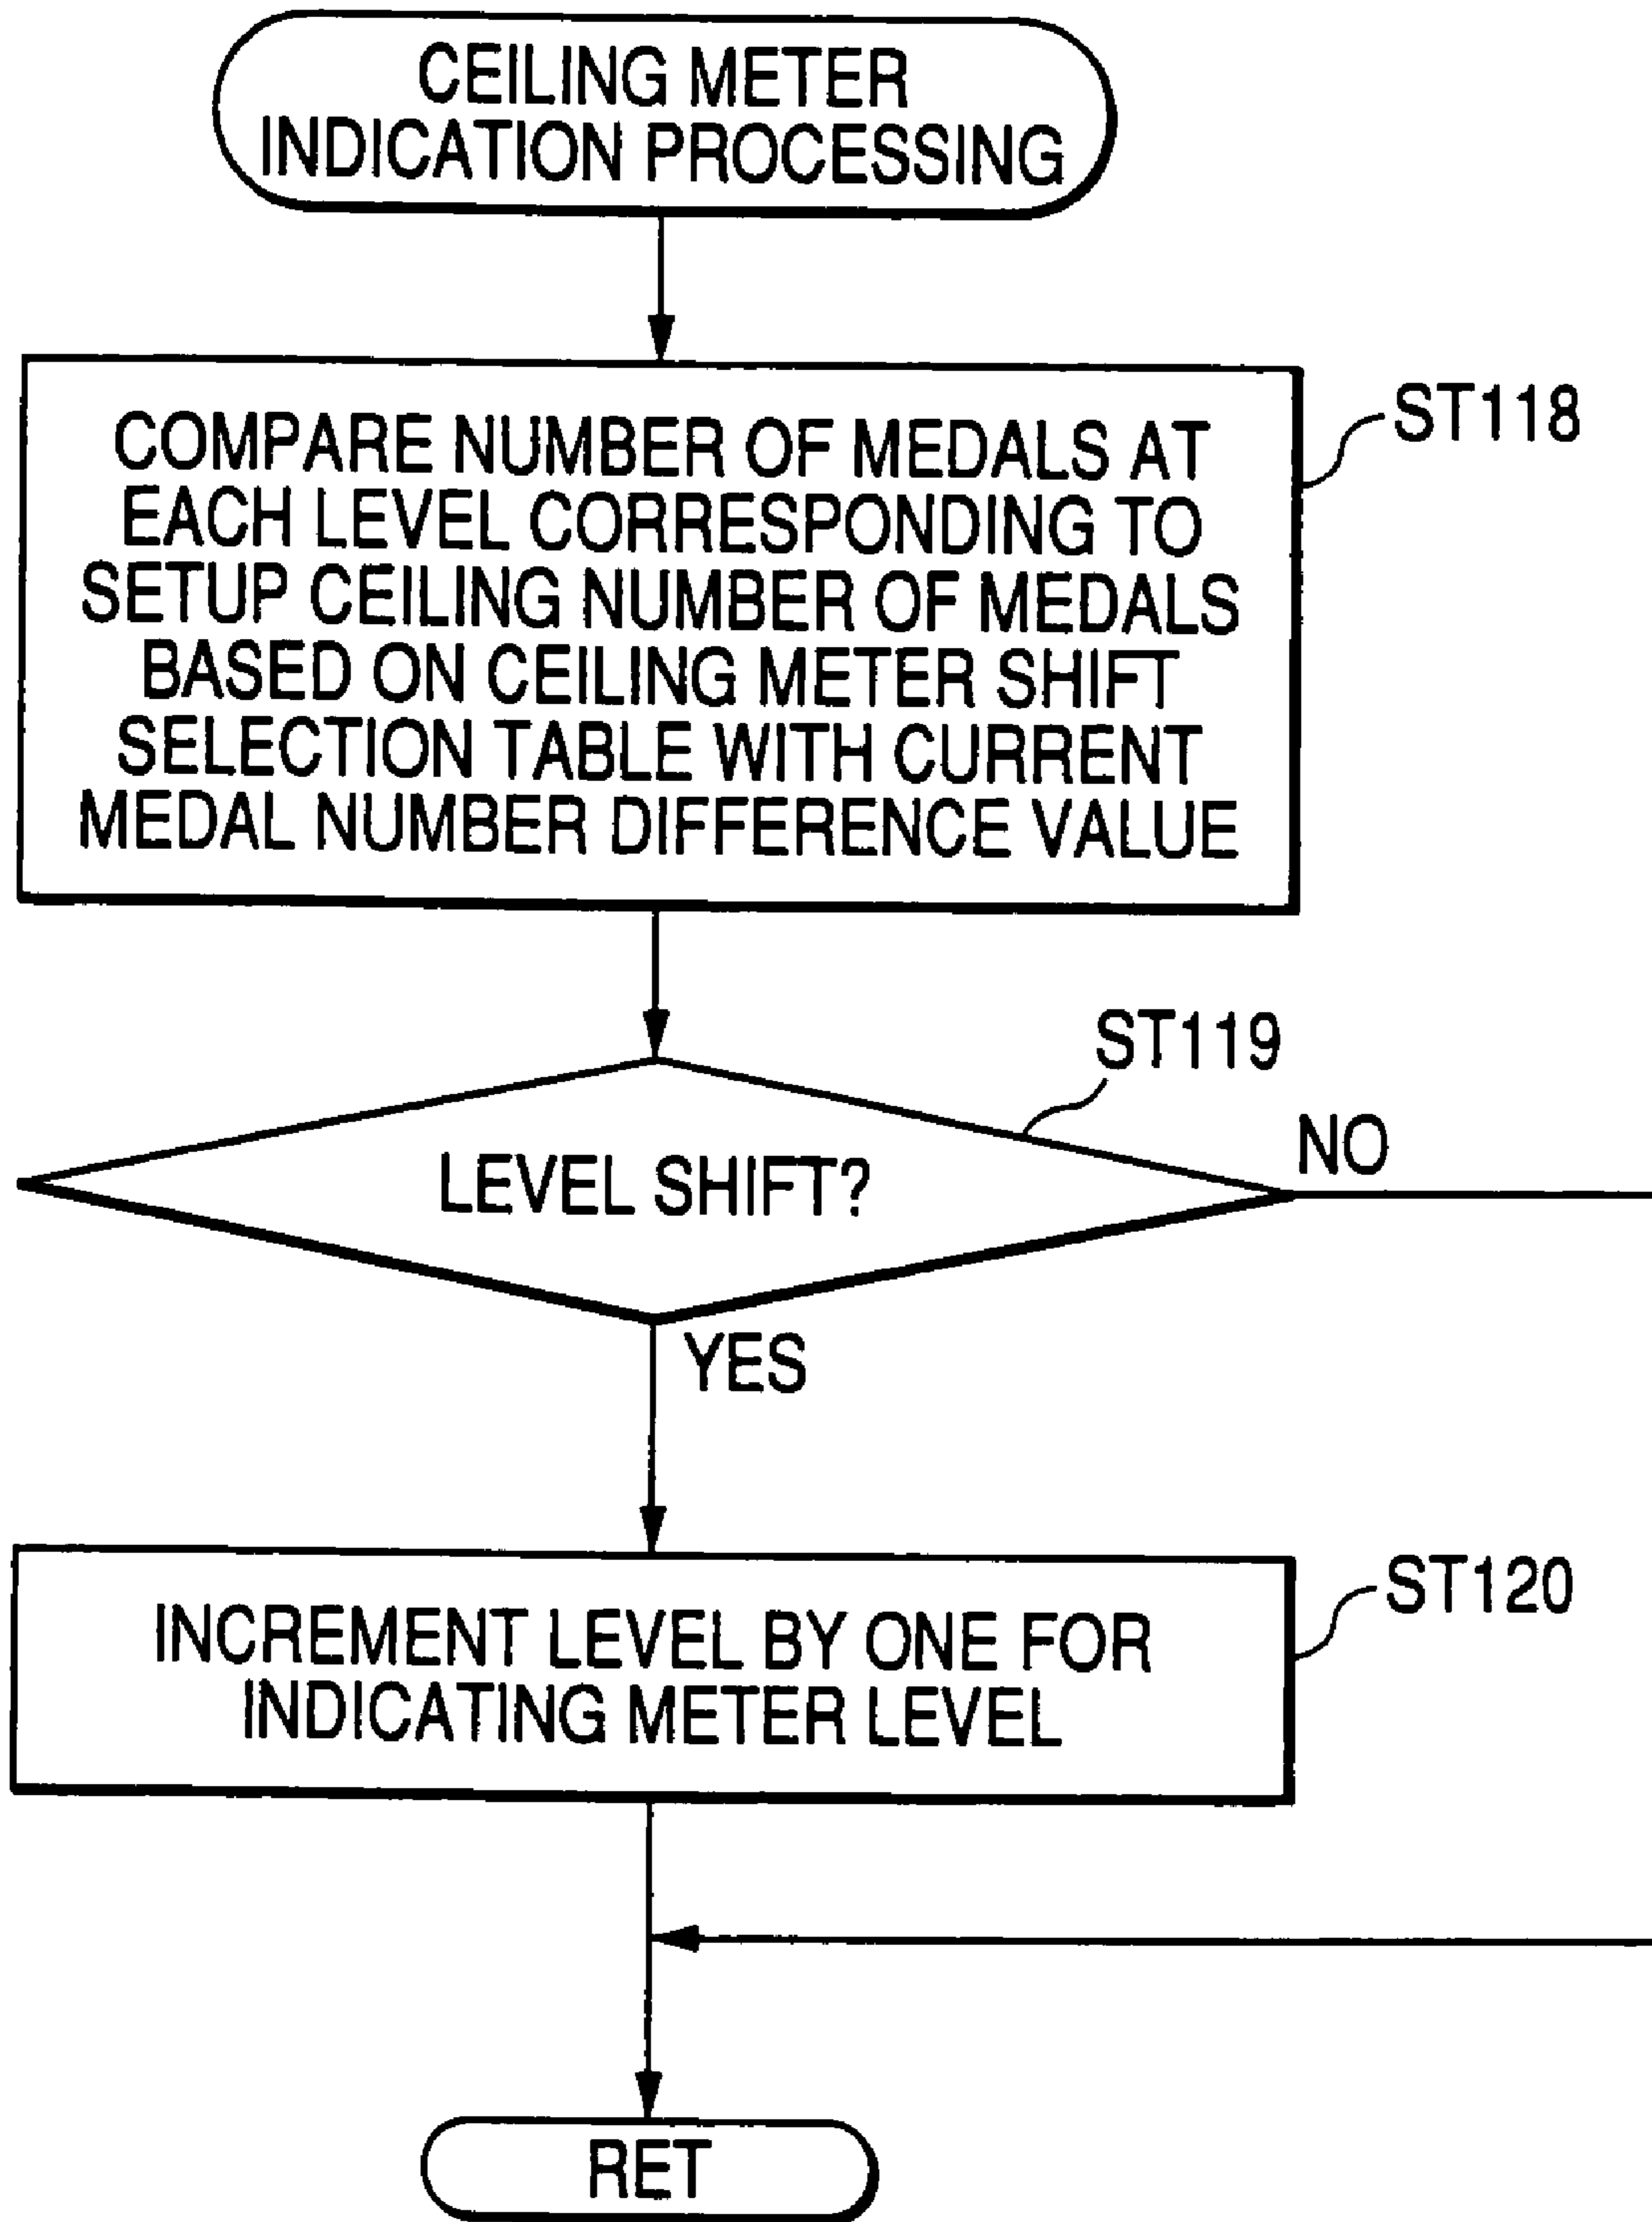 CEILING METER
INDICATION PROCESSING
COMPARE NUMBER OF MEDALS AT
EACH LEVEL CORRESPONDING TO
SETUP CEILING NUMBER OF MEDALS
BASED ON CEILING METER SHIFT
SELECTION TABLE WITH CURRENT
MEDAL NUMBER DIFFERENCE VALUE
ST118
ST119
LEVEL SHIFT?
NO
YES
INCREMENT LEVEL BY ONE FOR
INDICATING METER LEVEL
ST120
RET